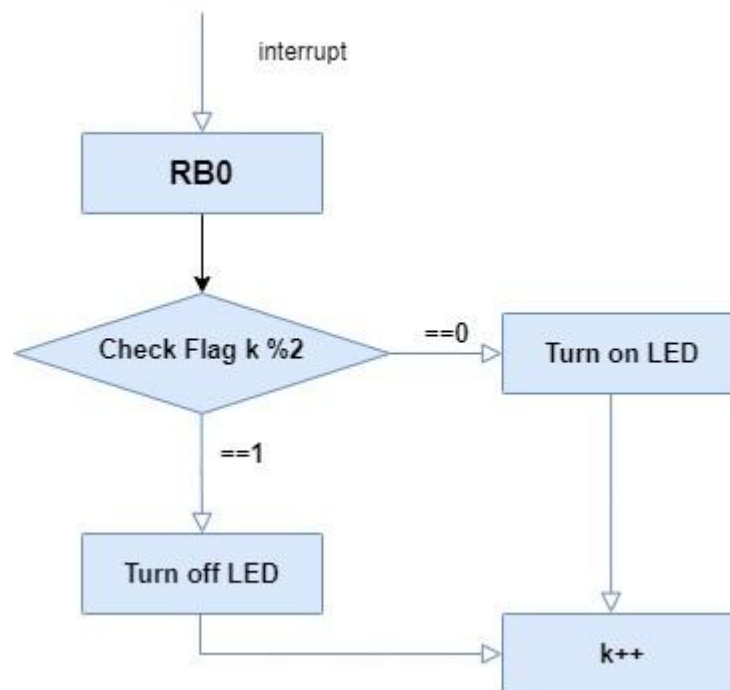 interrupt
RB0
Check Flag k %2
==0
Turn on LED
==1
Turn off LED
k++